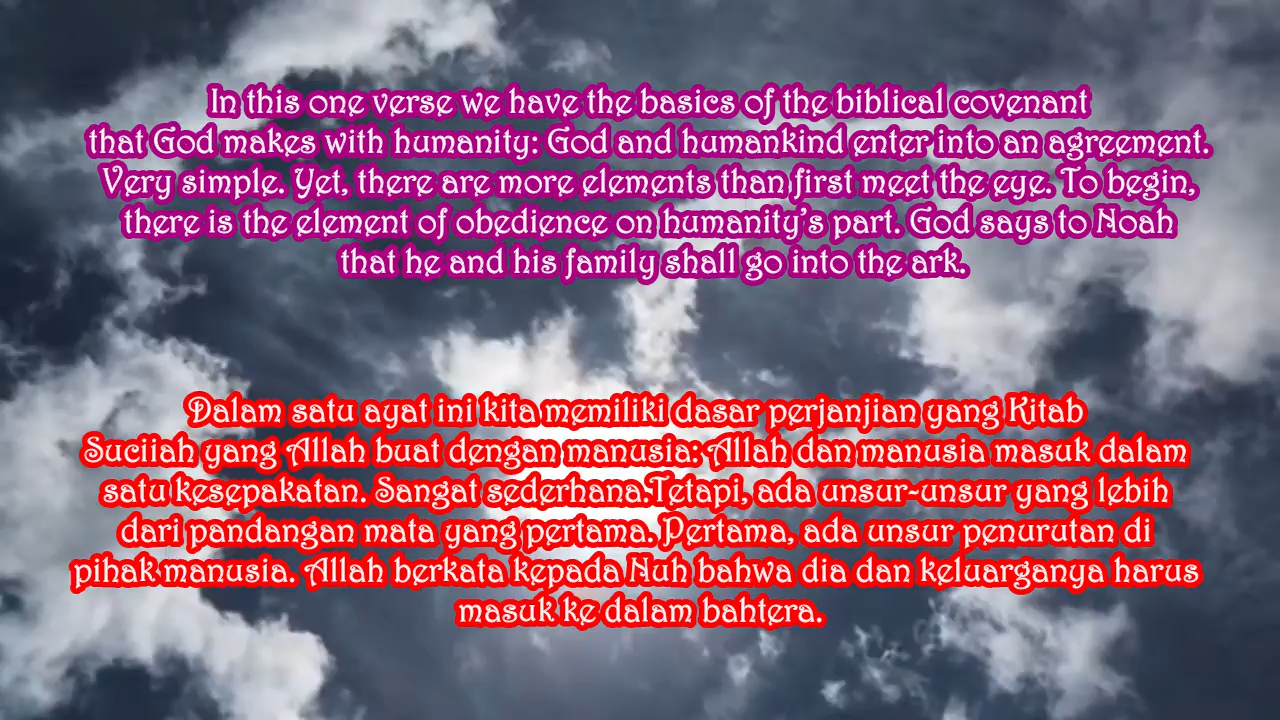 In this one verse we have the basics of the biblical covenant
that God makes with humanity: God and humankind enter into an agreement.
Very simple. Yet, there are more elements than first meet the eye. To begin,
there is the element of obedience on humanity's part. God says to Noah
that he and his family shall go into the ark.
Dalam satu ayat ini kita memiliki dasar perjanjian yang Kitab
Suciiah yang Allah buat dengan manusia: Allah dan manusia masuk dalam
satu kesepakatan. Sangat sederhana.Tetapi, ada unsur-unsur yang lebih
dari pandangan mata yang pertama. Pertama, ada unsur penurutan di
pihak manusia. Allah berkata kepada Nuh bahwa dia dan keluarganya harus
masuk ke dalam bahtera.